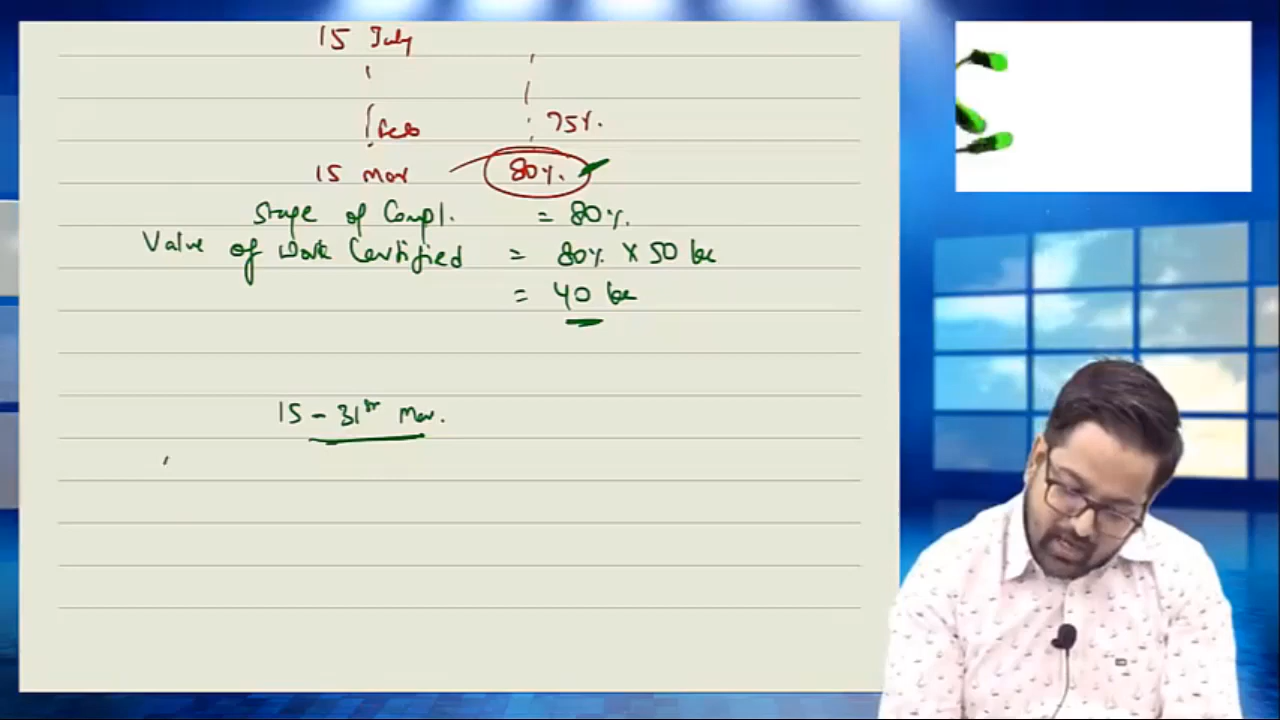 15 July
Feb 75%.
15 Mar 80%.
Stage of Compl. = 80%.
Value of Work Certified = 80% X 50 lac
= 40 lac
15 - 31st Mar.